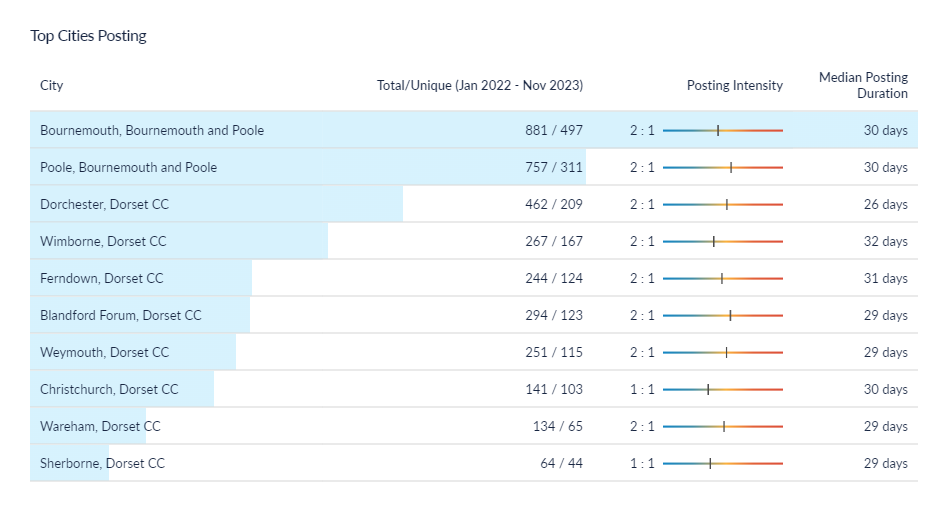 Top Cities Posting
City Total/Unique (Jan 2022 - Nov 2023) Posting Intensity Median Posting Duration
Bournemouth, Bournemouth and Poole 881 / 497 2 : 1 30 days
Poole, Bournemouth and Poole 757 / 311 2 : 1 30 days
Dorchester, Dorset CC 462 / 209 2 : 1 26 days
Wimborne, Dorset CC 267 / 167 2 : 1 32 days
Ferndown, Dorset CC 244 / 124 2 : 1 31 days
Blandford Forum, Dorset CC 294 / 123 2 : 1 29 days
Weymouth, Dorset CC 251 / 115 2 : 1 29 days
Christchurch, Dorset CC 141 / 103 1 : 1 30 days
Wareham, Dorset CC 134 / 65 2 : 1 29 days
Sherborne, Dorset CC 64 / 44 1 : 1 29 days